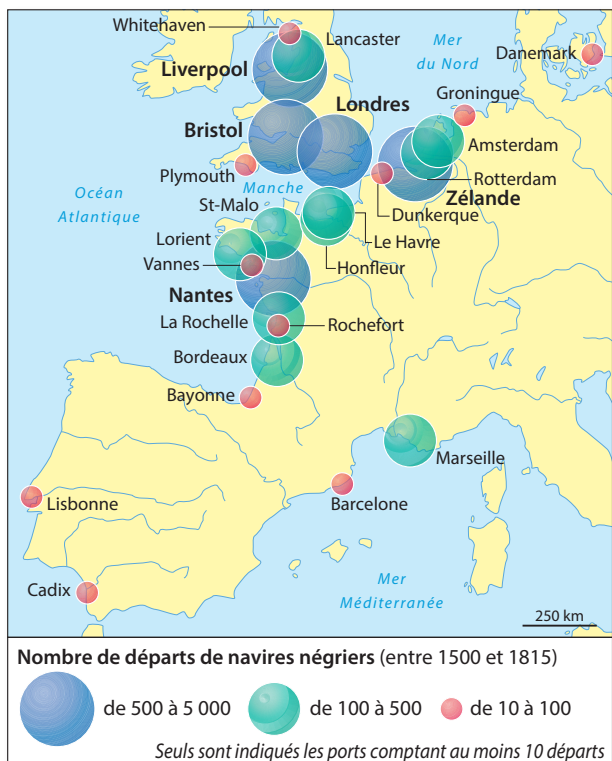 Whitehaven
Lancaster
Mer
du Nord
Danemark
Liverpool
Groningue
Londres
Bristol
Amsterdam
Plymouth
Manche
Rotterdam
Zélande
Océan
Atlantique
St-Malo
Dunkerque
Lorient
Le Havre
Vannes
Honfleur
Nantes
La Rochelle
Rochefort
Bordeaux
Bayonne
Marseille
Barcelone
Lisbonne
Cadix
Mer
Méditerranée
250 km
Nombre de départs de navires négriers (entre 1500 et 1815)
de 500 à 5 000
de 100 à 500
de 10 à 100
Seuls sont indiqués les ports comptant au moins 10 départs